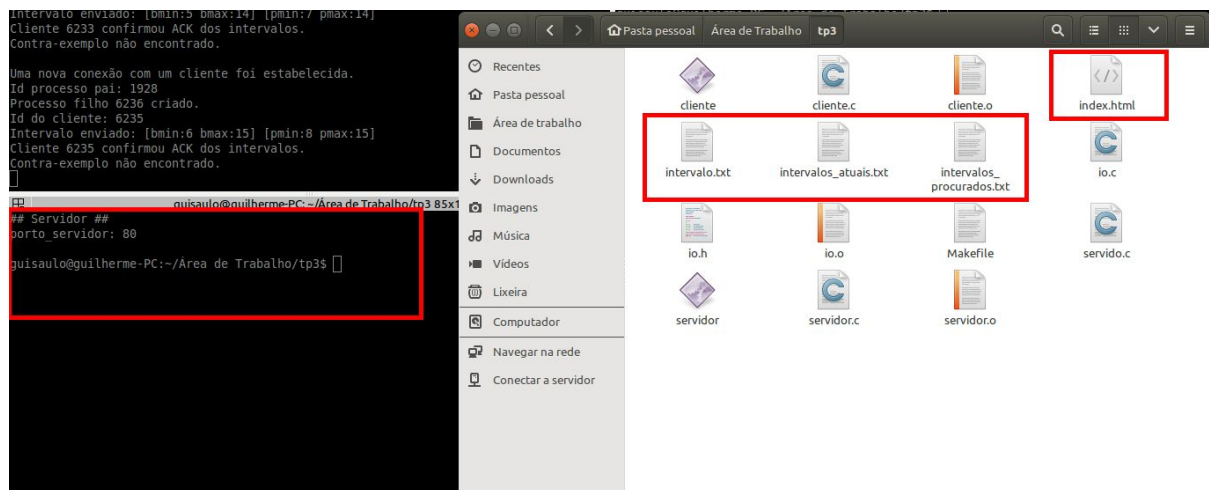 Intervalo enviado: [bmin:5 bmax:14] [pmin:7 pmax:14]
Cliente 6233 confirmou ACK dos intervalos.
Contra-exemplo não encontrado.
Uma nova conexão com um cliente foi estabelecida.
Id processo pai: 1928
Processo filho 6236 criado.
Id do cliente: 6235
Intervalo enviado: [bmin:6 bmax:15] [pmin:8 pmax:15]
Cliente 6235 confirmou ACK dos intervalos.
Contra-exemplo não encontrado.
guisaulo@guilherme-PC: ~/Área de Trabalho/tp3 85x1
## Servidor ##
porto_servidor: 80
guisaulo@guilherme-PC:~/Área de Trabalho/tp3$
Pasta pessoal Área de Trabalho tp3
Recentes
Pasta pessoal
Área de trabalho
Documentos
Downloads
Imagens
Música
Vídeos
Lixeira
Computador
Navegar na rede
Conectar a servidor
cliente cliente.c cliente.o index.html
intervalo.txt intervalos_atuais.txt intervalos_
procurados.txt io.c
io.h io.o Makefile servido.c
servidor servidor.c servidor.o